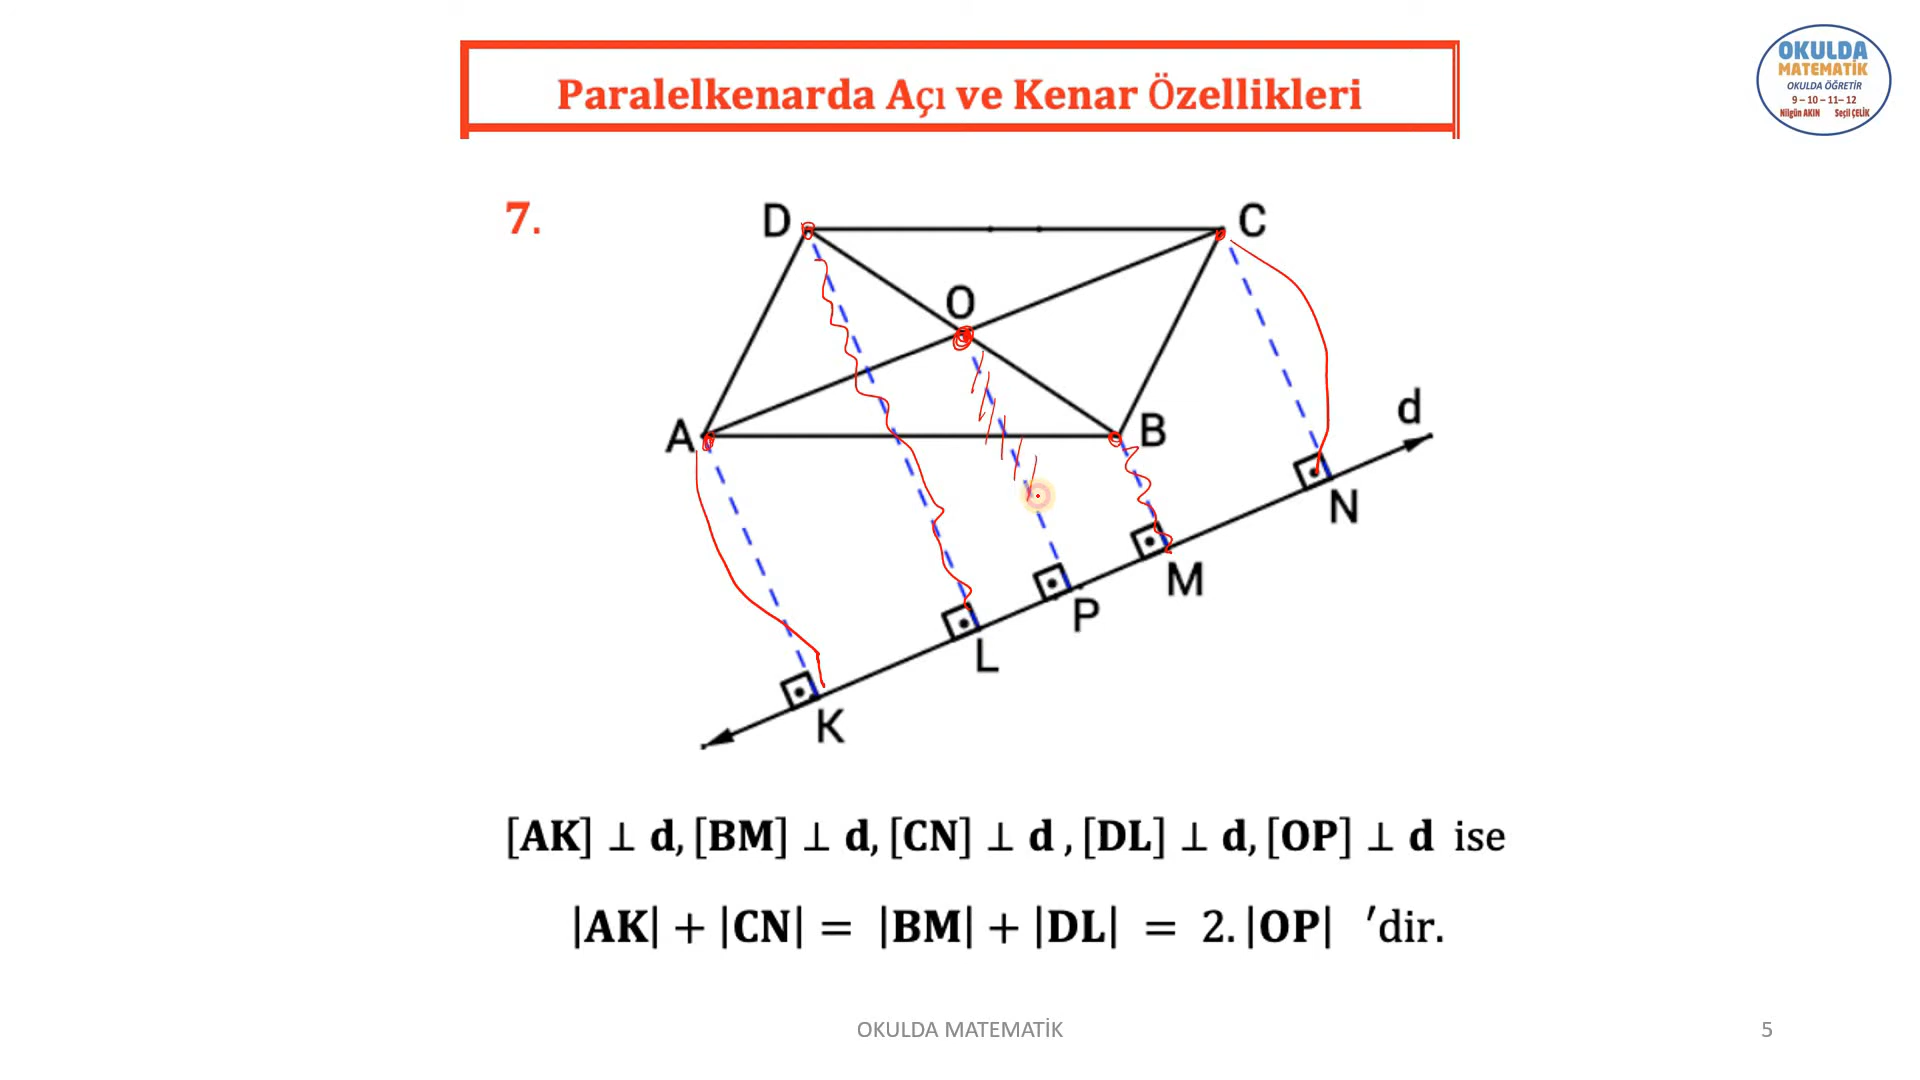 OKULDA
MATEMATİK
OKULDA ÖĞRETİR
9 – 10 – 11– 12
Nilgün AKIN Seçil ÇELİK
Paralelkenarda Açı ve Kenar Özellikleri
7.
D
C
O
A
B
d
N
M
P
L
K
[AK] ⊥ d, [BM] ⊥ d, [CN] ⊥ d , [DL] ⊥ d, [OP] ⊥ d ise
|AK| + |CN| = |BM| + |DL| = 2. |OP| ′dir.
OKULDA MATEMATİK
5